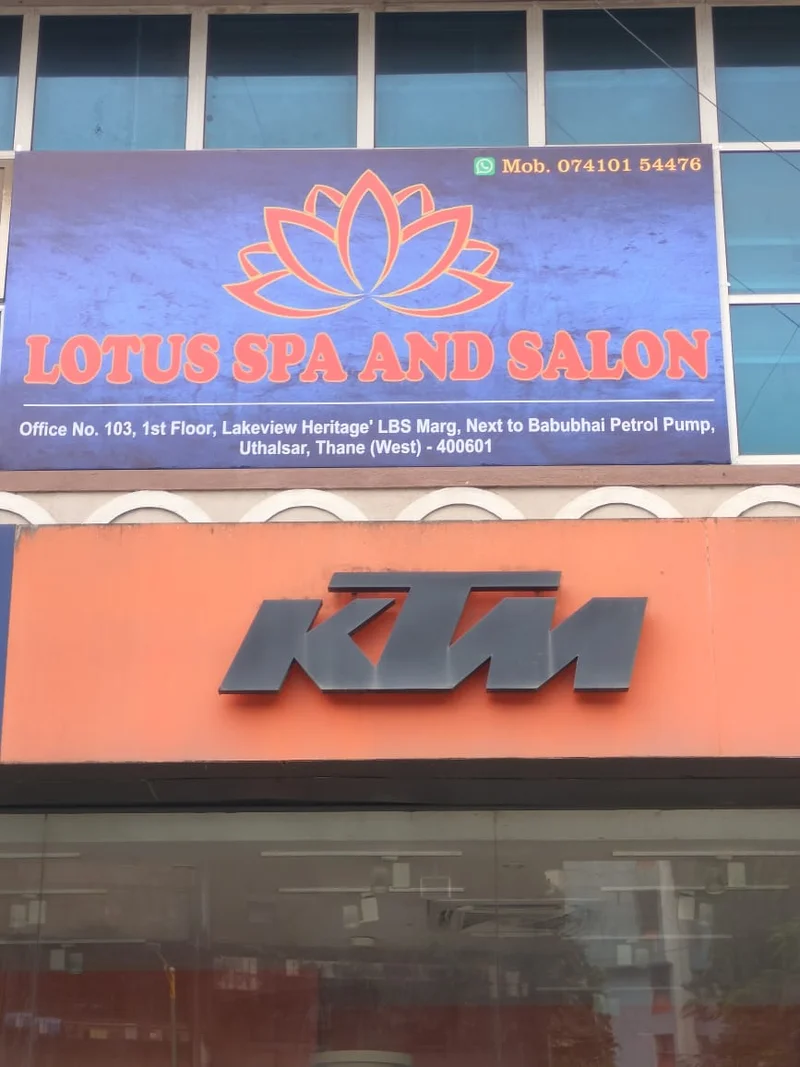 Mob. 074101 54476
LOTUS SPA AND SALON
Office No. 103, 1st Floor, Lakeview Heritage' LBS Marg, Next to Babubhai Petrol Pump,
Uthalsar, Thane (West) - 400601
KTM